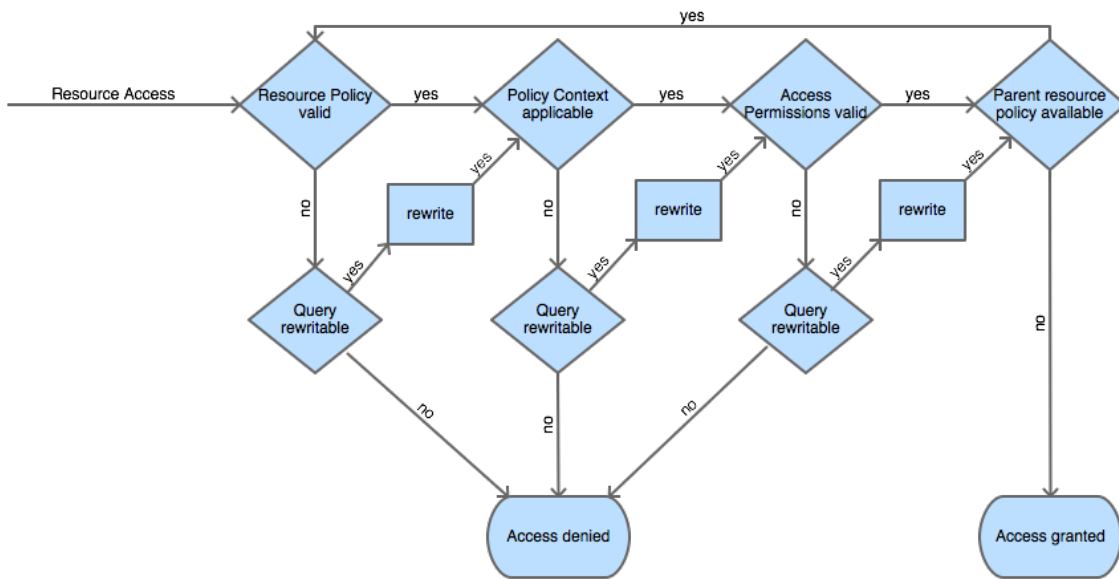 yes
Resource Access
Resource Policy
valid
yes
Policy Context
applicable
yes
Access
Permissions valid
yes
Parent resource
policy available
no
yes
rewrite
yes
no
yes
rewrite
yes
no
yes
rewrite
yes
no
Query
rewritable
Query
rewritable
Query
rewritable
no
no
no
Access denied
Access granted